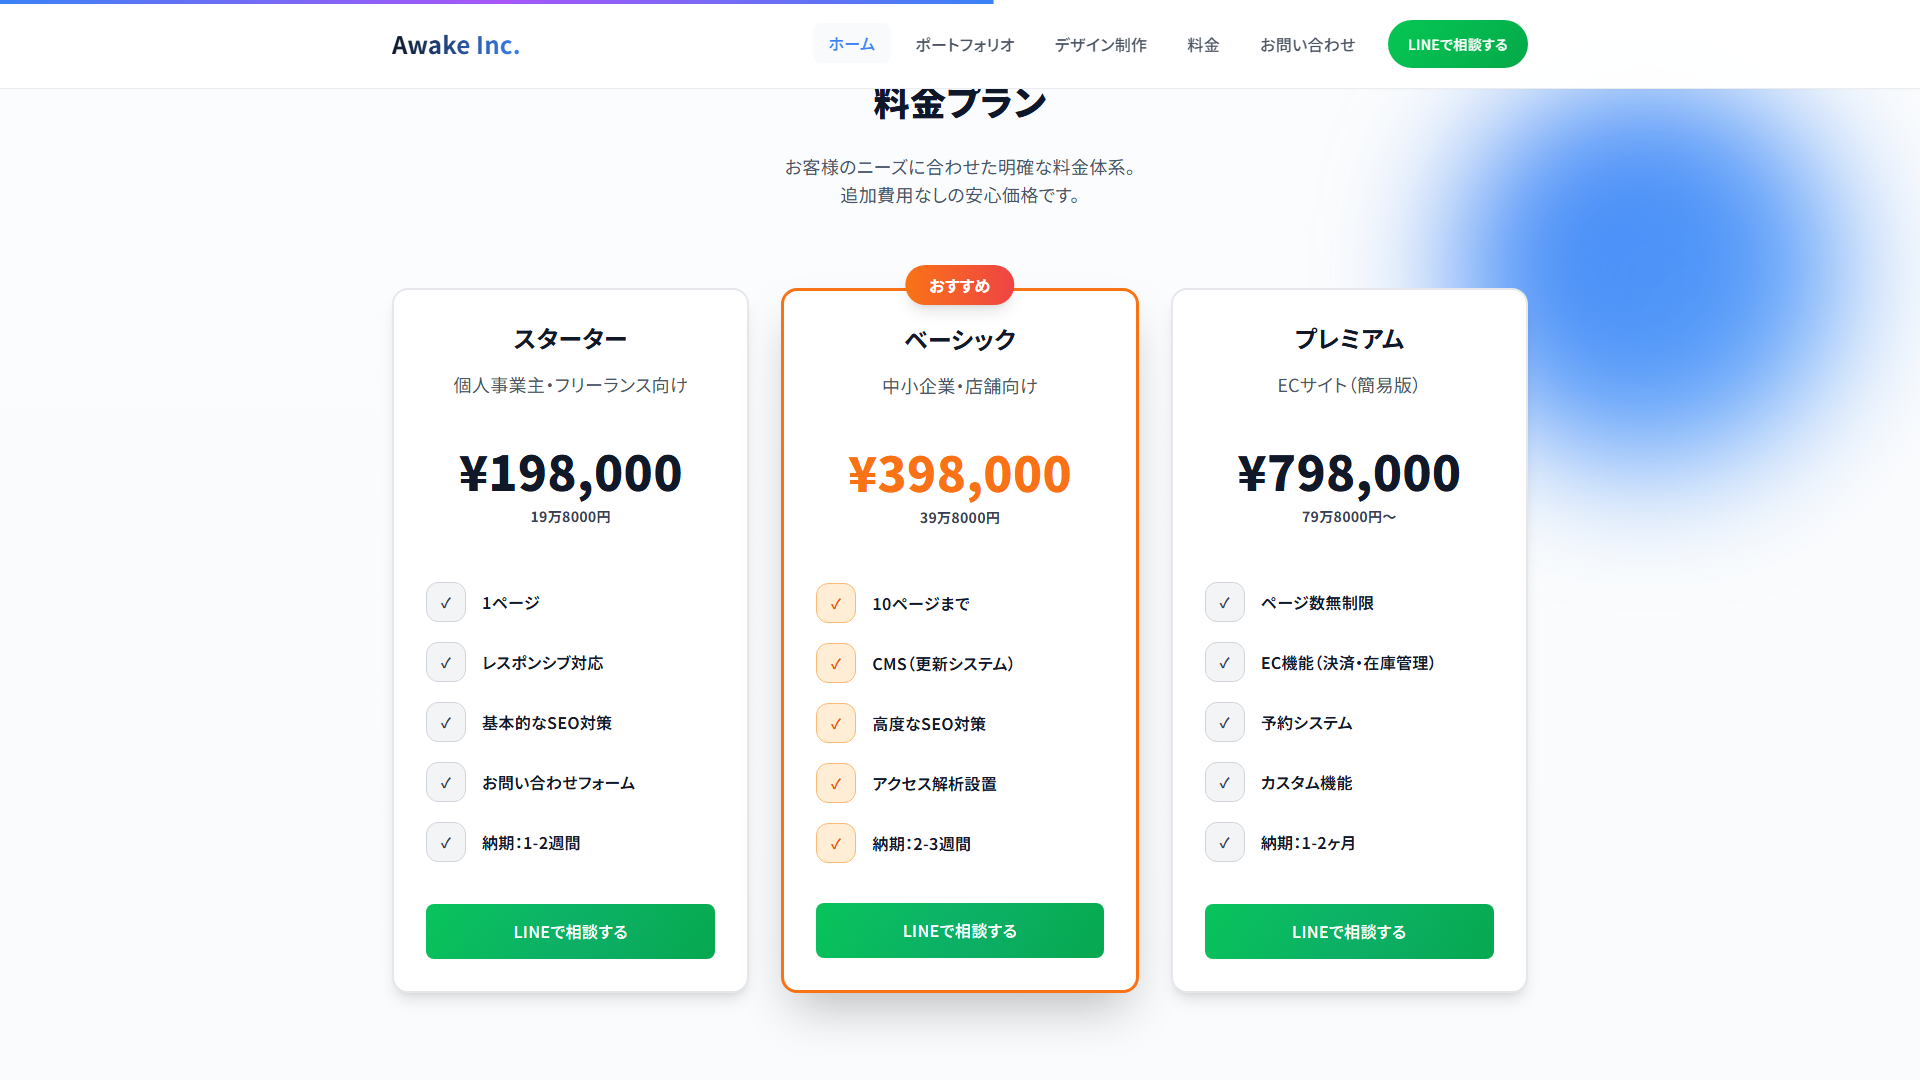 Awake Inc.
ホーム
ポートフォリオ
デザイン制作
料金
お問い合わせ
LINEで相談する
料金プラン
お客様のニーズに合わせた明確な料金体系。
追加費用なしの安心価格です。
スターター
個人事業主・フリーランス向け
¥198,000
19万8000円
✓ 1ページ
✓ レスポンシブ対応
✓ 基本的なSEO対策
✓ お問い合わせフォーム
✓ 納期：1-2週間
LINEで相談する
おすすめ
ベーシック
中小企業・店舗向け
¥398,000
39万8000円
✓ 10ページまで
✓ CMS（更新システム）
✓ 高度なSEO対策
✓ アクセス解析設置
✓ 納期：2-3週間
LINEで相談する
プレミアム
ECサイト（簡易版）
¥798,000
79万8000円〜
✓ ページ数無制限
✓ EC機能（決済・在庫管理）
✓ 予約システム
✓ カスタム機能
✓ 納期：1-2ヶ月
LINEで相談する